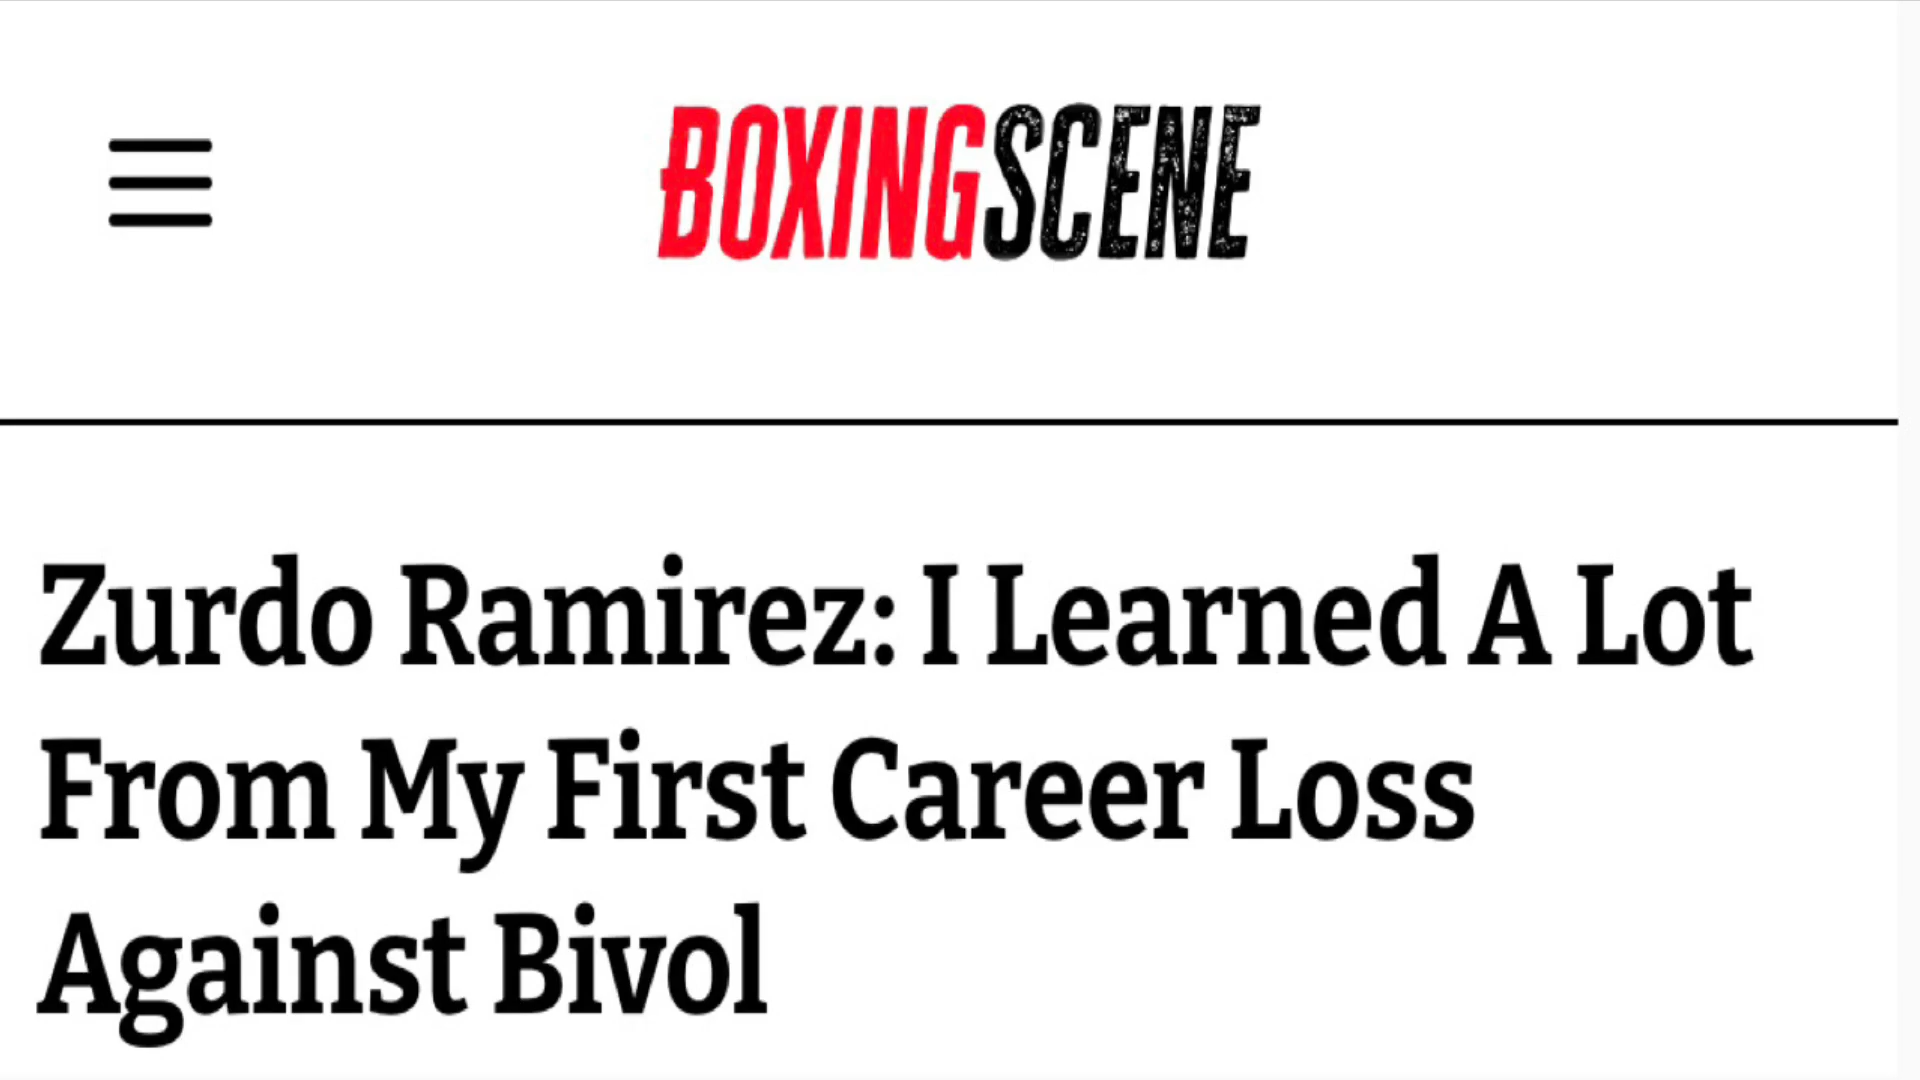 BOXINGSCENE
Zurdo Ramirez: I Learned A Lot
From My First Career Loss
Against Bivol